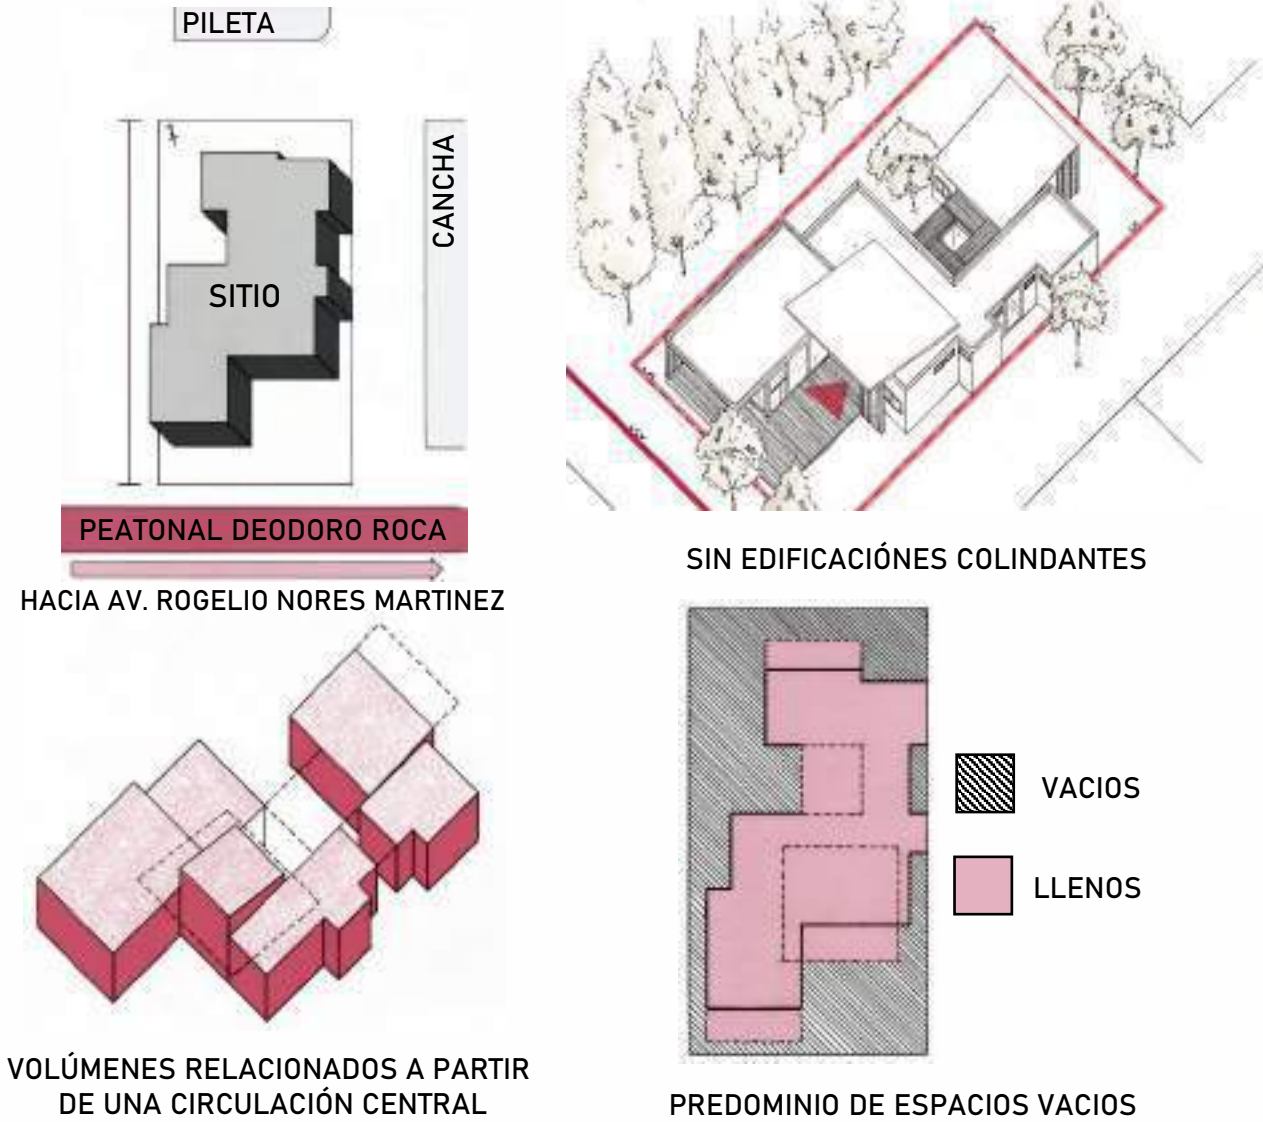 PILETA
CANCHA
SITIO
PEATONAL DEODORO ROCA
HACIA AV. ROGELIO NORES MARTINEZ
SIN EDIFICACIÓNES COLINDANTES
VACIOS
LLENOS
VOLÚMENES RELACIONADOS A PARTIR
DE UNA CIRCULACIÓN CENTRAL
PREDOMINIO DE ESPACIOS VACIOS